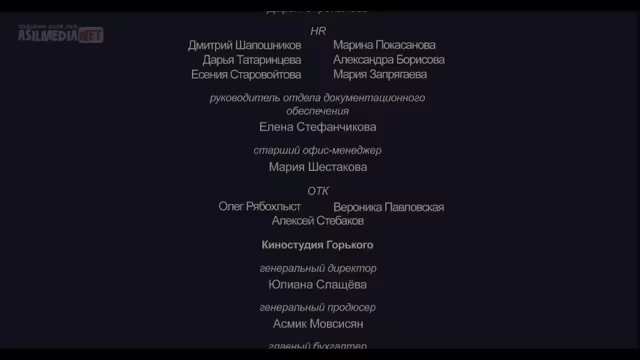 ASILMEDIA.NET
HR
Дмитрий Шапошников Марина Покасанова
Дарья Татаринцева Александра Борисова
Есения Старовойтова Мария Запрягаева
руководитель отдела документационного
обеспечения
Елена Стефанчикова
старший офис-менеджер
Мария Шестакова
ОТК
Олег Рябохлыст Вероника Павловская
Алексей Стебаков
Киностудия Горького
генеральный директор
Юлиана Слащёва
генеральный продюсер
Асмик Мовсисян
главный бухгалтер